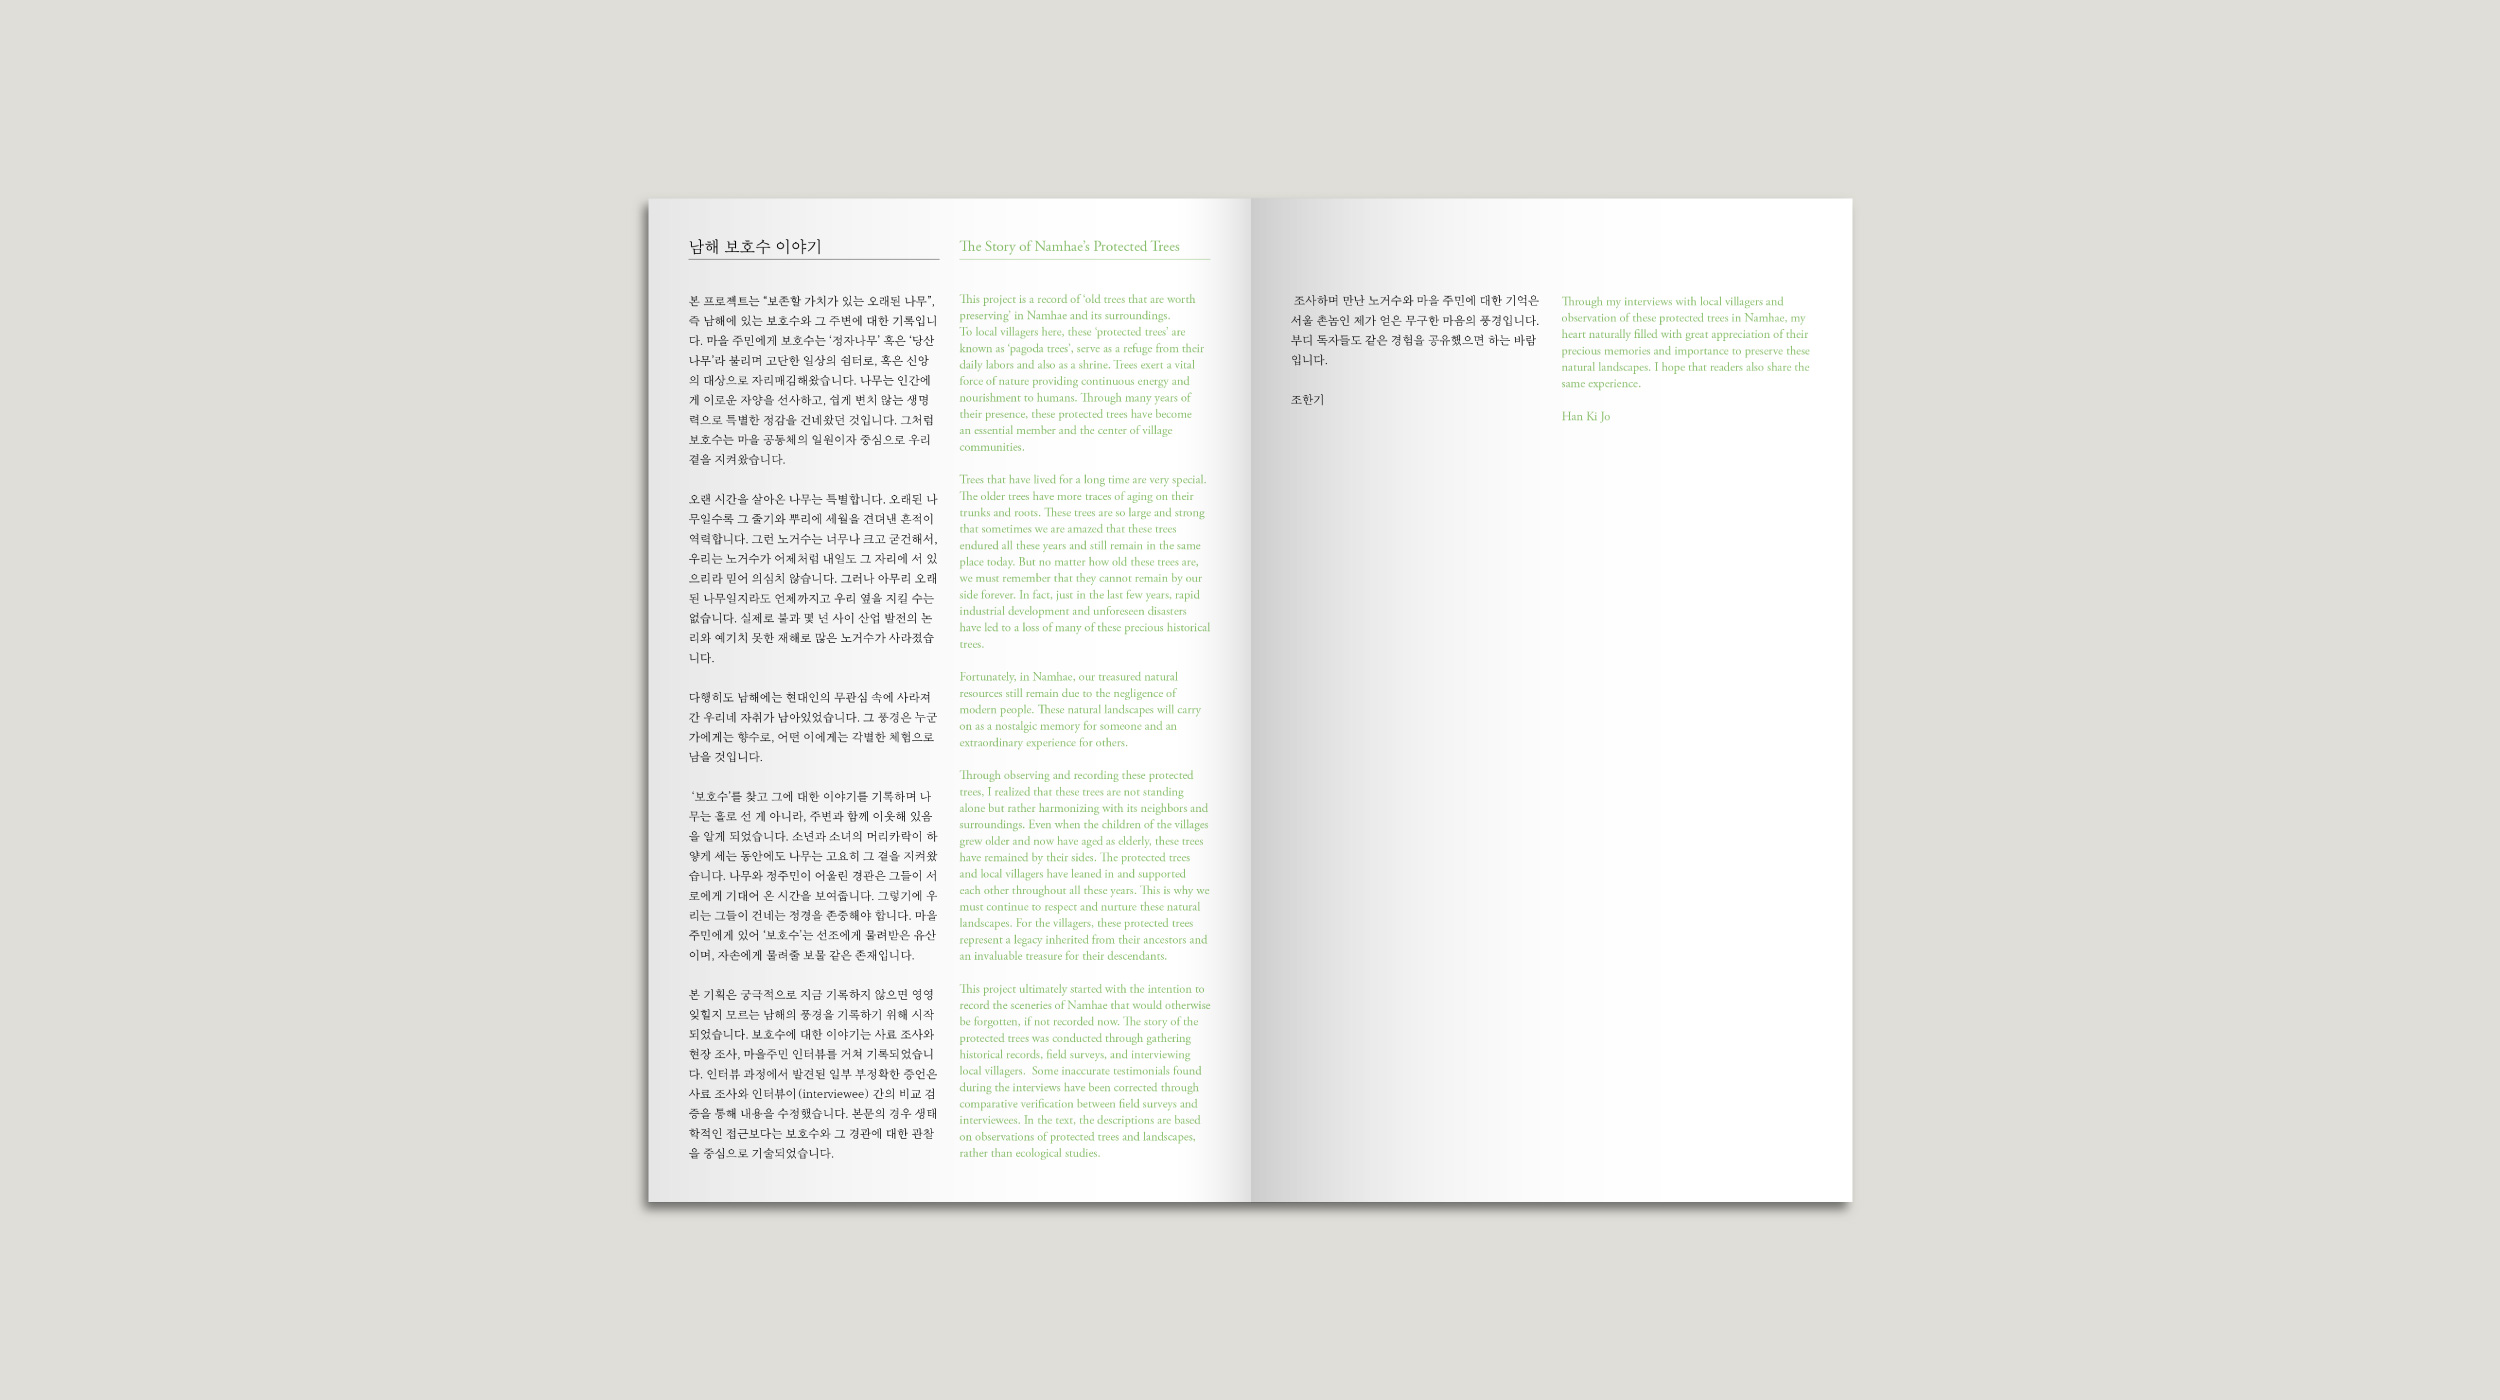 남해 보호수 이야기
본 프로젝트는 “보존할 가치가 있는 오래된 나무”,
즉 남해에 있는 보호수와 그 주변에 대한 기록입니
다. 마을 주민에게 보호수는 ‘정자나무’ 혹은 ‘당산
나무’라 불리며 고단한 일상의 쉼터로, 혹은 신앙
의 대상으로 자리매김해왔습니다. 나무는 인간에
게 이로운 자양을 선사하고, 쉽게 변치 않는 생명
력으로 특별한 정감을 건네왔던 것입니다. 그처럼
보호수는 마을 공동체의 일원이자 중심으로 우리
곁을 지켜왔습니다.
오랜 시간을 살아온 나무는 특별합니다. 오래된 나
무일수록 그 줄기와 뿌리에 세월을 견뎌낸 흔적이
역력합니다. 그런 노거수는 너무나 크고 굳건해서,
우리는 노거수가 어제처럼 내일도 그 자리에 서 있
으리라 믿어 의심치 않습니다. 그러나 아무리 오래
된 나무일지라도 언제까지고 우리 옆을 지킬 수는
없습니다. 실제로 불과 몇 년 사이 산업 발전의 논
리와 예기치 못한 재해로 많은 노거수가 사라졌습
니다.
다행히도 남해에는 현대인의 무관심 속에 사라져
간 우리네 자취가 남아있었습니다. 그 풍경은 누군
가에게는 향수로, 어떤 이에게는 각별한 체험으로
남을 것입니다.
‘보호수’를 찾고 그에 대한 이야기를 기록하며 나
무는 홀로 선 게 아니라, 주변과 함께 이웃해 있음
을 알게 되었습니다. 소년과 소녀의 머리카락이 하
얗게 세는 동안에도 나무는 고요히 그 곁을 지켜왔
습니다. 나무와 정주민이 어울린 경관은 그들이 서
로에게 기대어 온 시간을 보여줍니다. 그렇기에 우
리는 그들이 건네는 정경을 존중해야 합니다. 마을
주민에게 있어 ‘보호수’는 선조에게 물려받은 유산
이며, 자손에게 물려줄 보물 같은 존재입니다.
본 기획은 궁극적으로 지금 기록하지 않으면 영영
잊힐지 모르는 남해의 풍경을 기록하기 위해 시작
되었습니다. 보호수에 대한 이야기는 사료 조사와
현장 조사, 마을주민 인터뷰를 거쳐 기록되었습니
다. 인터뷰 과정에서 발견된 일부 부정확한 증언은
사료 조사와 인터뷰이(interviewee) 간의 비교 검
증을 통해 내용을 수정했습니다. 본문의 경우 생태
학적인 접근보다는 보호수와 그 경관에 대한 관찰
을 중심으로 기술되었습니다.
The Story of Namhae’s Protected Trees
This project is a record of ‘old trees that are worth
preserving’ in Namhae and its surroundings.
To local villagers here, these ‘protected trees’ are
known as ‘pagoda trees’, serve as a refuge from their
daily labors and also as a shrine. Trees exert a vital
force of nature providing continuous energy and
nourishment to humans. Through many years of
their presence, these protected trees have become
an essential member and the center of village
communities.
Trees that have lived for a long time are very special.
The older trees have more traces of aging on their
trunks and roots. These trees are so large and strong
that sometimes we are amazed that these trees
endured all these years and still remain in the same
place today. But no matter how old these trees are,
we must remember that they cannot remain by our
side forever. In fact, just in the last few years, rapid
industrial development and unforeseen disasters
have led to a loss of many of these precious historical
trees.
Fortunately, in Namhae, our treasured natural
resources still remain due to the negligence of
modern people. These natural landscapes will carry
on as a nostalgic memory for someone and an
extraordinary experience for others.
Through observing and recording these protected
trees, I realized that these trees are not standing
alone but rather harmonizing with its neighbors and
surroundings. Even when the children of the villages
grew older and now have aged as elderly, these trees
have remained by their sides. The protected trees
and local villagers have leaned in and supported
each other throughout all these years. This is why we
must continue to respect and nurture these natural
landscapes. For the villagers, these protected trees
represent a legacy inherited from their ancestors and
an invaluable treasure for their descendants.
This project ultimately started with the intention to
record the sceneries of Namhae that would otherwise
be forgotten, if not recorded now. The story of the
protected trees was conducted through gathering
historical records, field surveys, and interviewing
local villagers.  Some inaccurate testimonials found
during the interviews have been corrected through
comparative verification between field surveys and
interviewees. In the text, the descriptions are based
on observations of protected trees and landscapes,
rather than ecological studies.
조사하며 만난 노거수와 마을 주민에 대한 기억은
서울 촌놈인 제가 얻은 무구한 마음의 풍경입니다.
부디 독자들도 같은 경험을 공유했으면 하는 바람
입니다.
조한기
Through my interviews with local villagers and
observation of these protected trees in Namhae, my
heart naturally filled with great appreciation of their
precious memories and importance to preserve these
natural landscapes. I hope that readers also share the
same experience.
Han Ki Jo